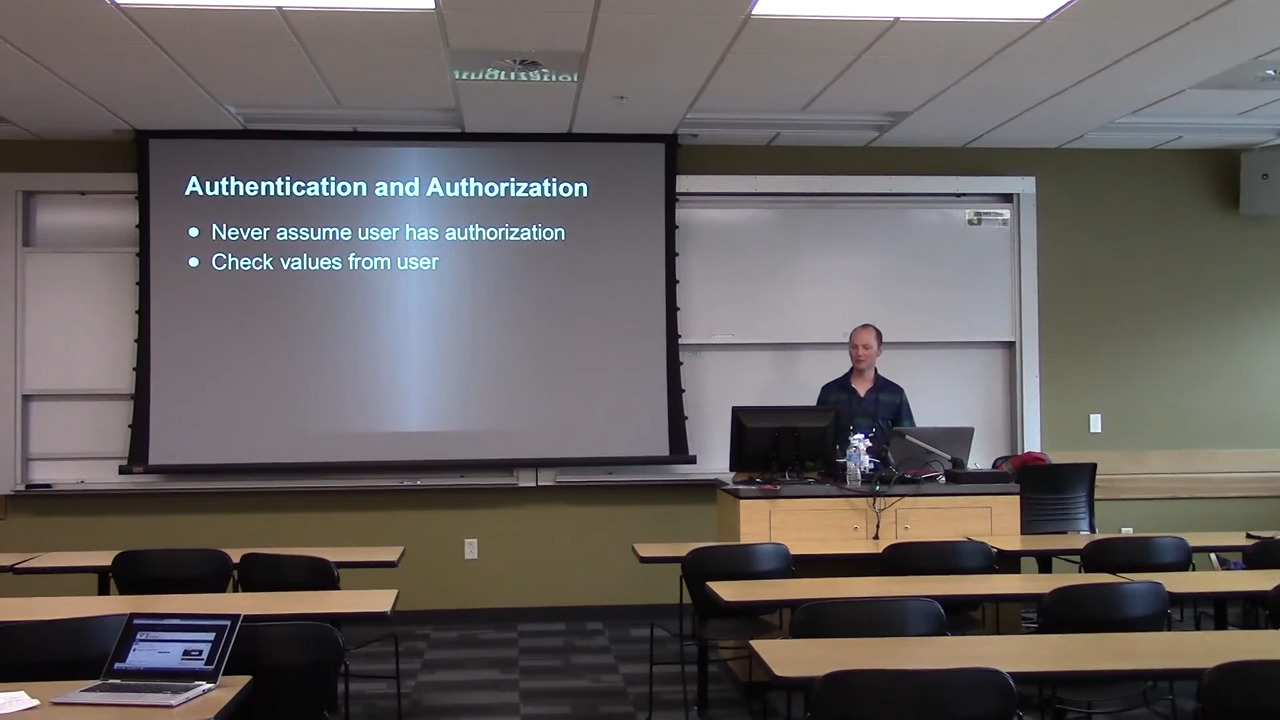 Authentication and Authorization
Never assume user has authorization
Check values from user